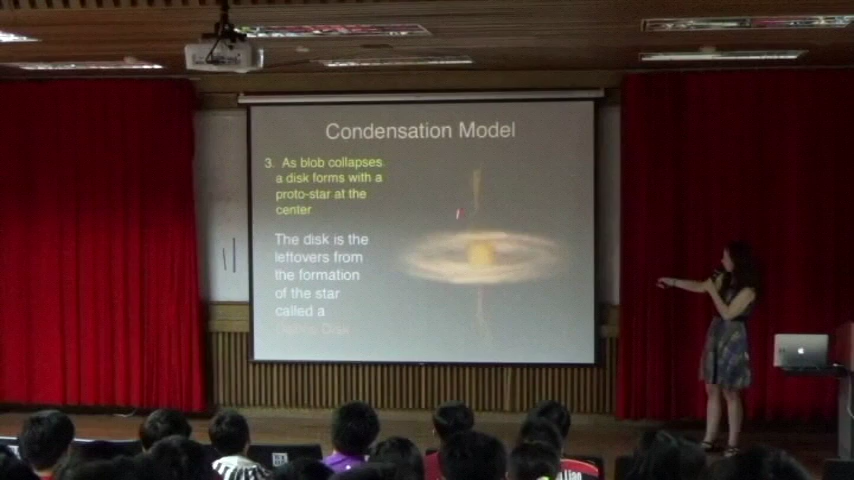 Condensation Model
3. As blob collapses
a disk forms with a
proto-star at the
center
The disk is the
leftovers from
the formation
of the star
called a
Disk